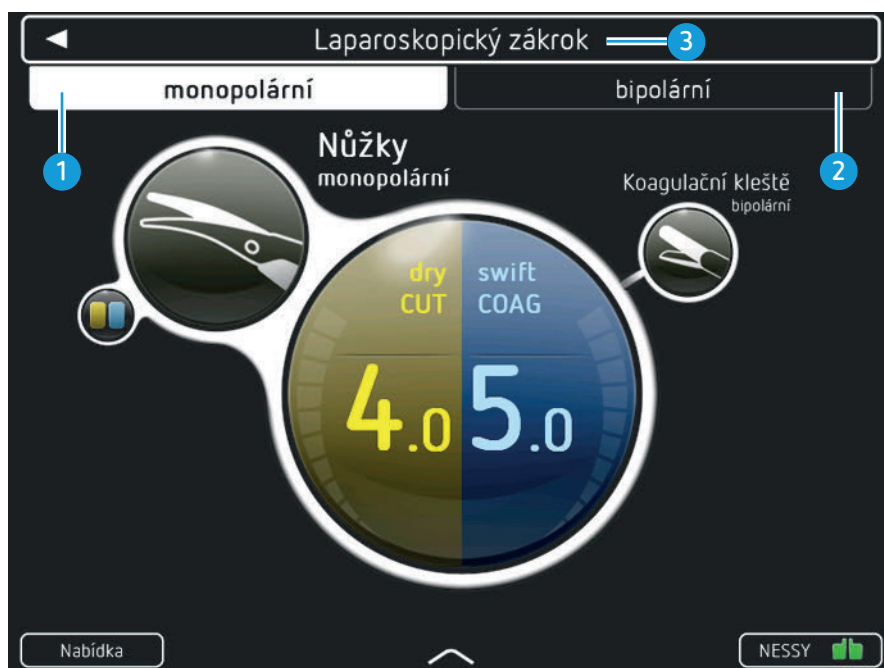 Laparoskopický zákrok
3
monopolární
bipolární
1
2
Nůžky
monopolární
Koagulační kleště
bipolární
dry
CUT
swift
COAG
4.0
5.0
Nabídka
NESSY